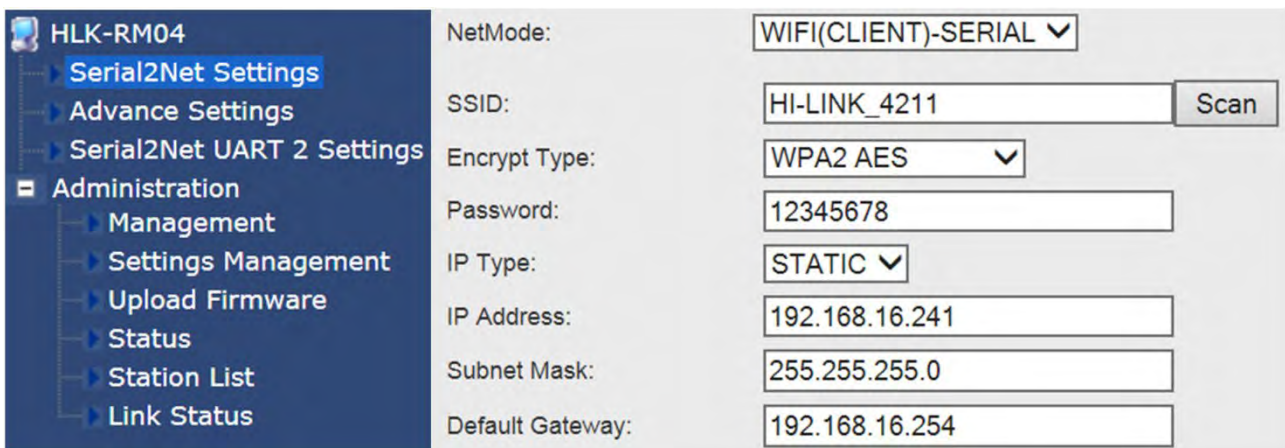 HLK-RM04
Serial2Net Settings
Advance Settings
Serial2Net UART 2 Settings
Administration
Management
Settings Management
Upload Firmware
Status
Station List
Link Status
NetMode: WIFI(CLIENT)-SERIAL
SSID: HI-LINK_4211 Scan
Encrypt Type: WPA2 AES
Password: 12345678
IP Type: STATIC
IP Address: 192.168.16.241
Subnet Mask: 255.255.255.0
Default Gateway: 192.168.16.254